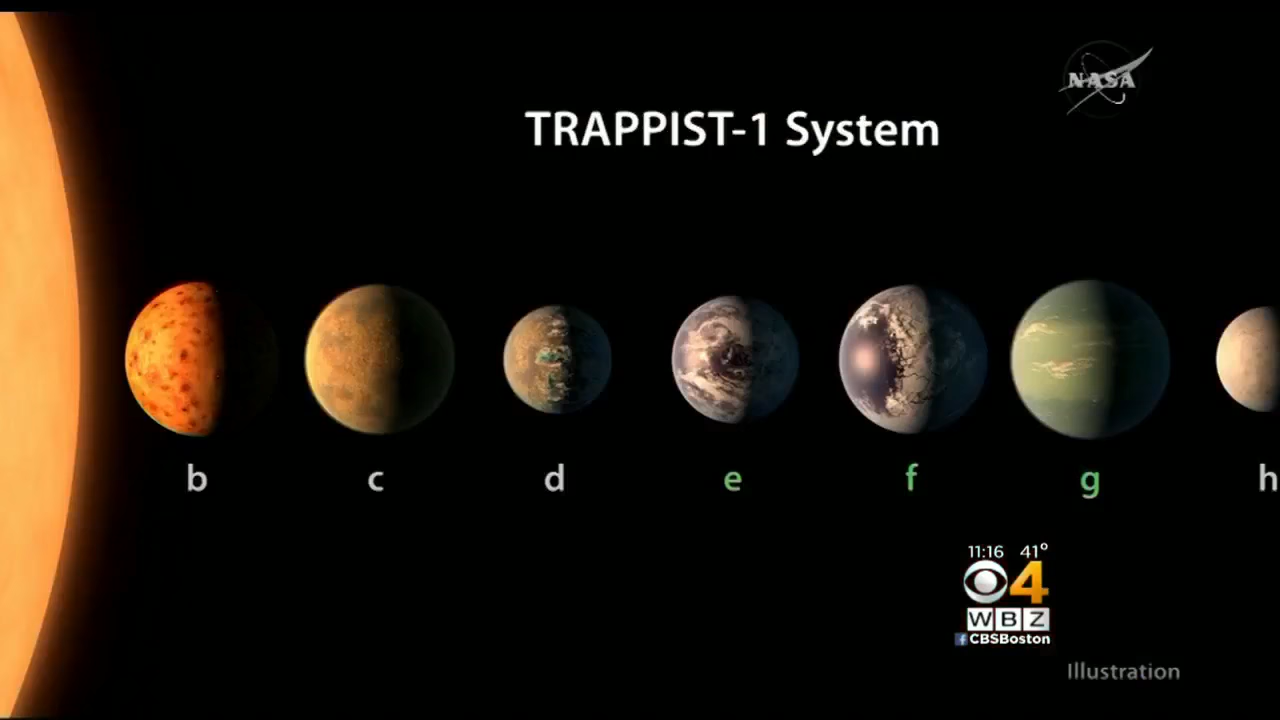 NASA
TRAPPIST-1 System
b c d e f g h
11:16 41°
4
WBZ
f CBSBoston
Illustration